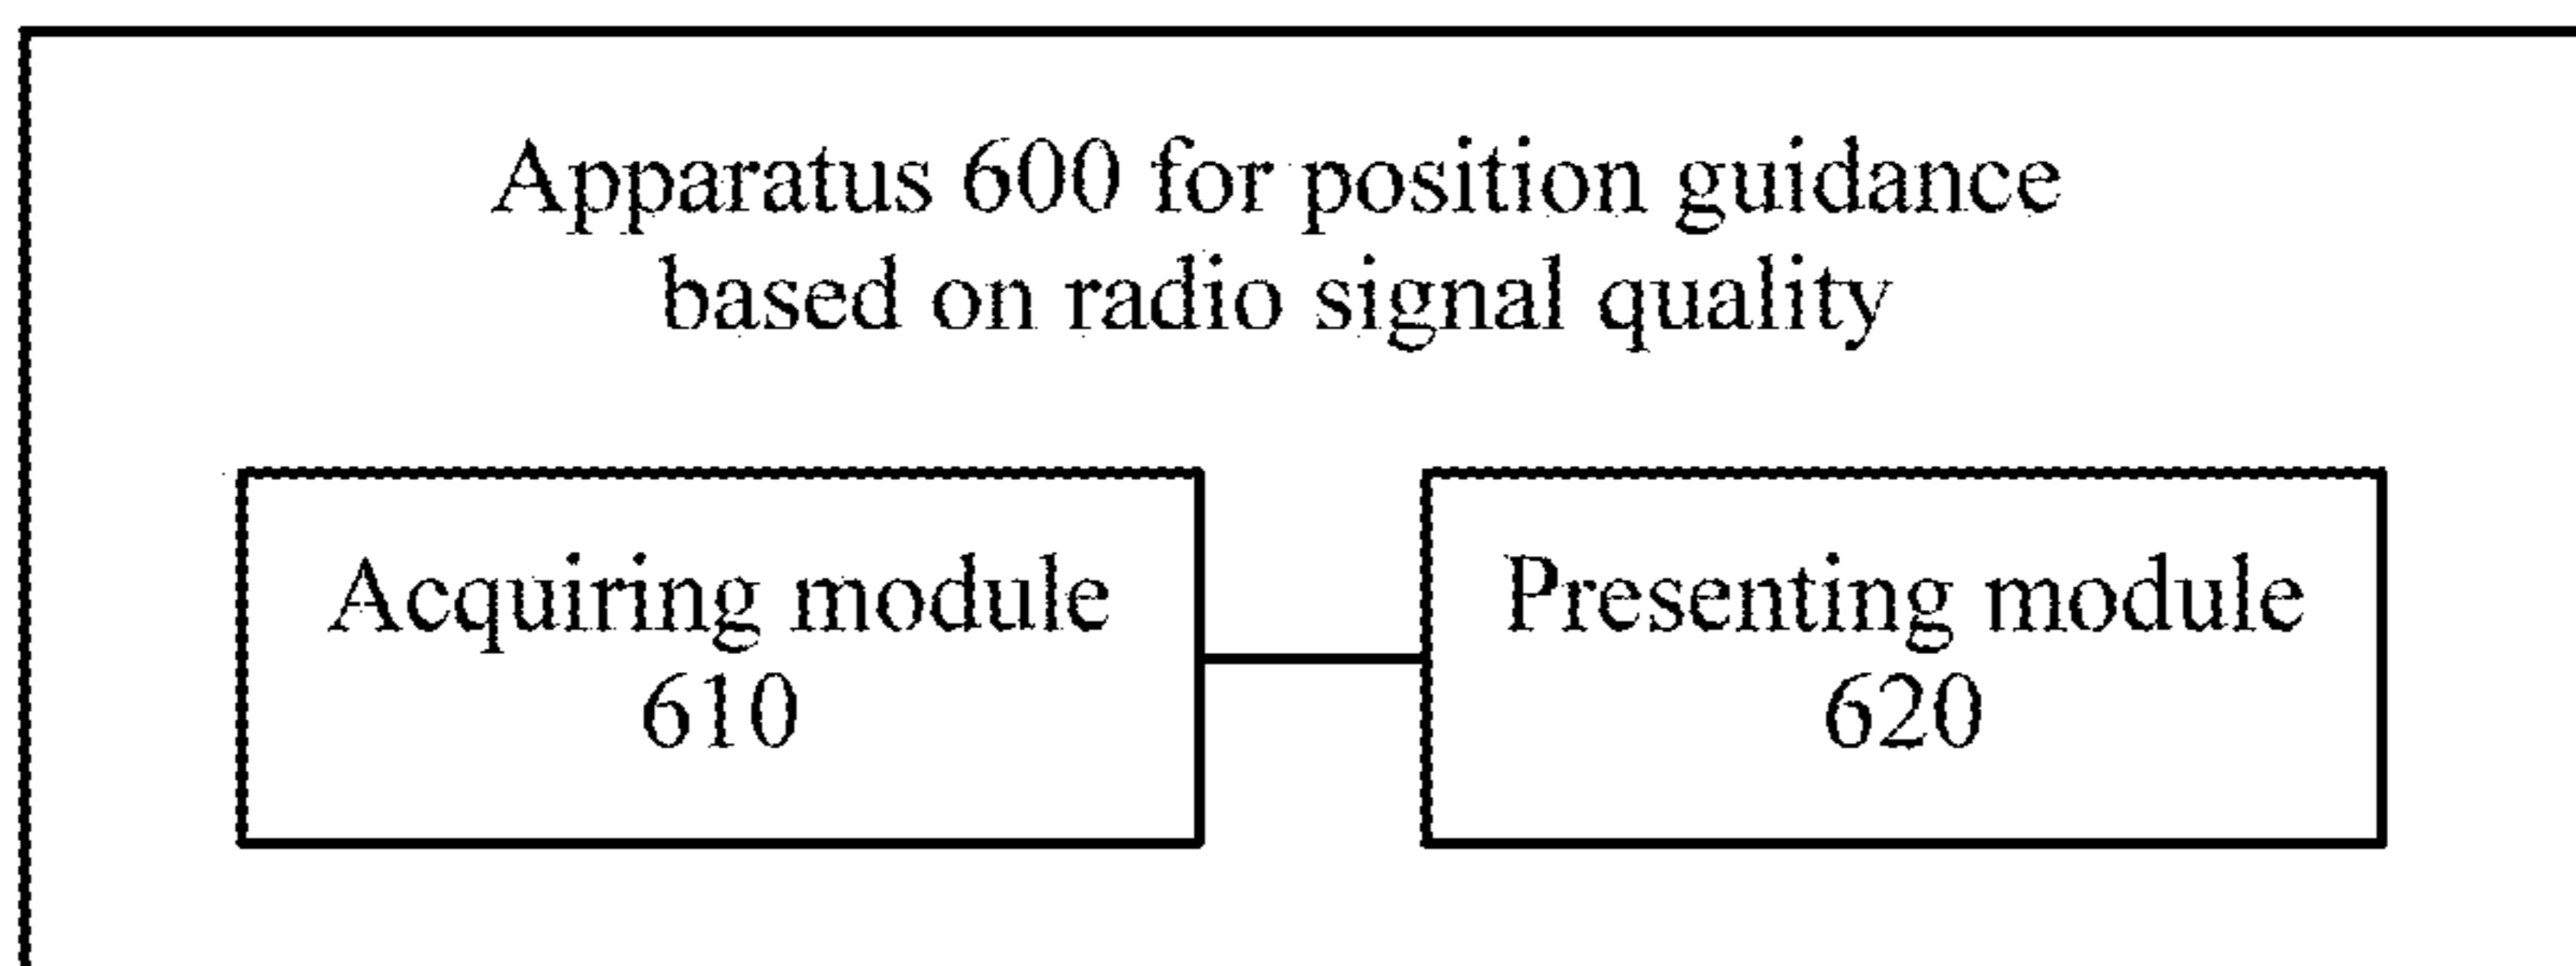 Apparatus 600 for position guidance
based on radio signal quality
Acquiring module
610
Presenting module
620